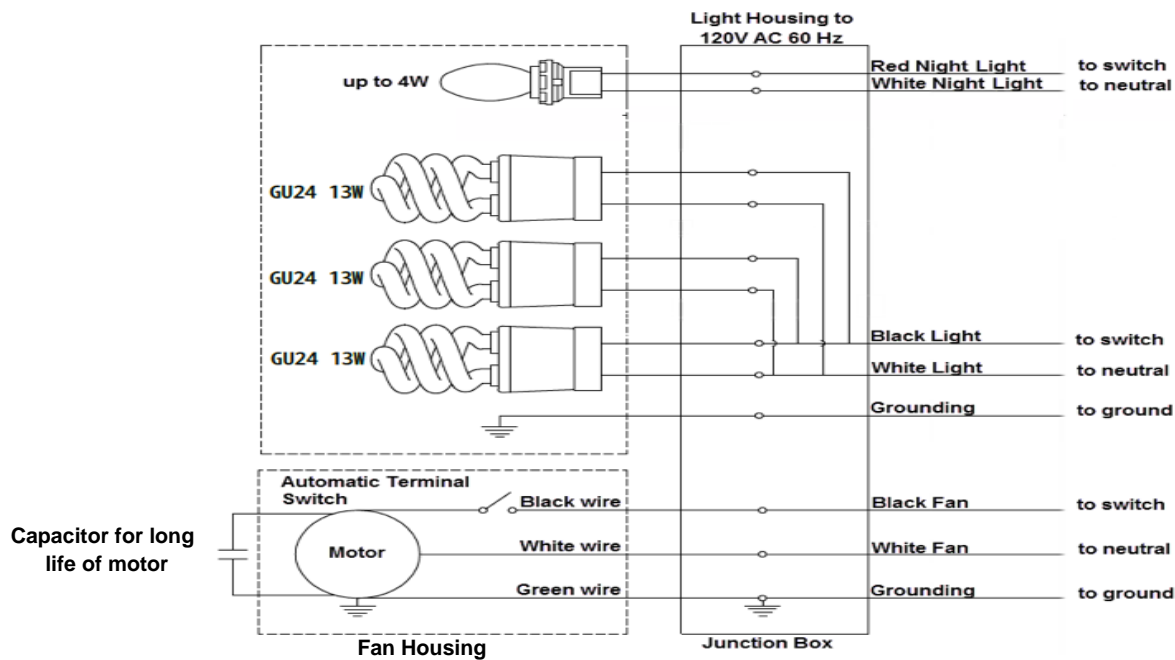 Light Housing to
120V AC 60 Hz
up to 4W
Red Night Light
to switch
White Night Light
to neutral
GU24 13W
GU24 13W
GU24 13W
Black Light
to switch
White Light
to neutral
Grounding
to ground
Automatic Terminal
Switch
Black wire
Black Fan
to switch
Capacitor for long
life of motor
Motor
White wire
White Fan
to neutral
Green wire
Grounding
to ground
Fan Housing
Junction Box